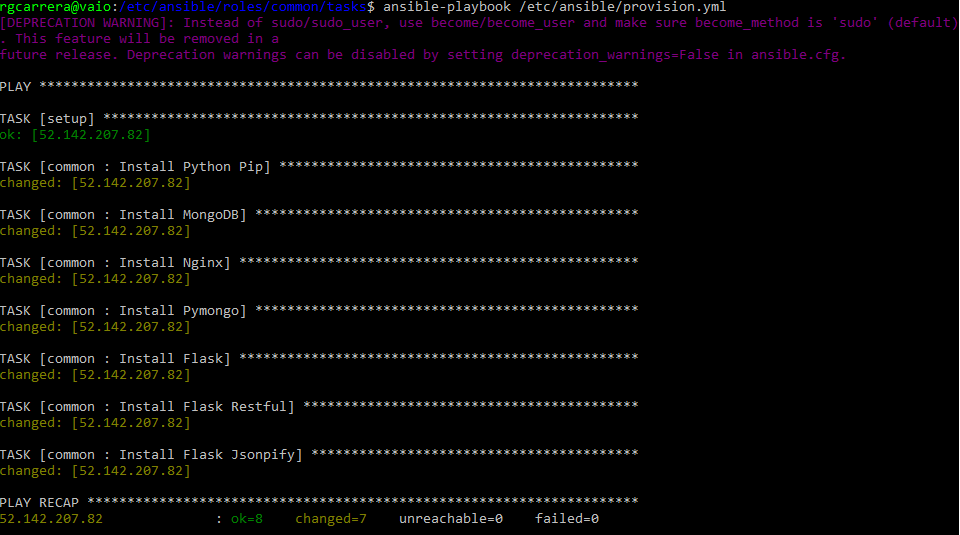 rgcarrera@vaio:/etc/ansible/roles/common/tasks$ ansible-playbook /etc/ansible/provision.yml
[DEPRECATION WARNING]: Instead of sudo/sudo_user, use become/become_user and make sure become_method is 'sudo' (default)
. This feature will be removed in a
future release. Deprecation warnings can be disabled by setting deprecation_warnings=False in ansible.cfg.
PLAY ***************************************************************************
TASK [setup] *******************************************************************
ok: [52.142.207.82]
TASK [common : Install Python Pip] *********************************************
changed: [52.142.207.82]
TASK [common : Install MongoDB] ************************************************
changed: [52.142.207.82]
TASK [common : Install Nginx] **************************************************
changed: [52.142.207.82]
TASK [common : Install Pymongo] ************************************************
changed: [52.142.207.82]
TASK [common : Install Flask] **************************************************
changed: [52.142.207.82]
TASK [common : Install Flask Restful] ******************************************
changed: [52.142.207.82]
TASK [common : Install Flask Jsonpify] *****************************************
changed: [52.142.207.82]
PLAY RECAP *********************************************************************
52.142.207.82              : ok=8    changed=7    unreachable=0    failed=0